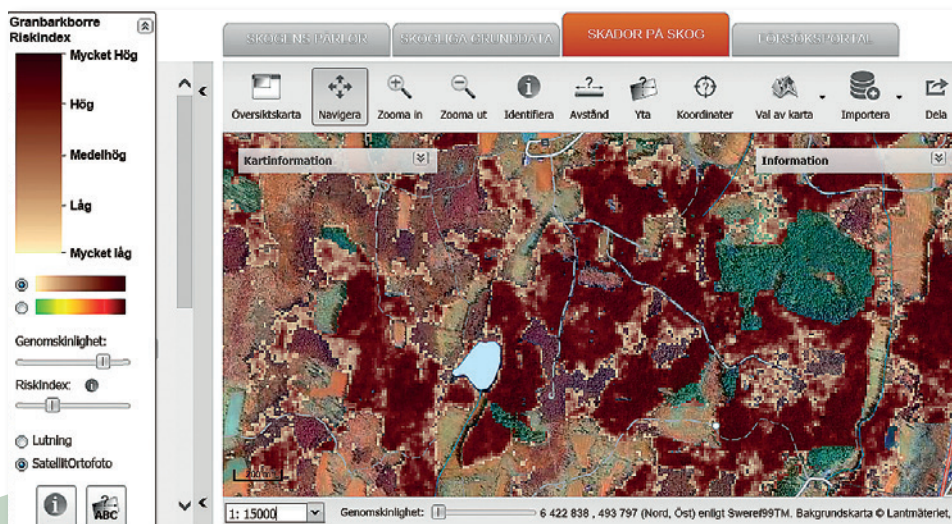 Granbarkborre
RiskIndex
Mycket Hög
Hög
Medelhög
Låg
Mycket låg
Genomskinlighet:
RiskIndex:
Lutning
SatellitOrtofoto
ABC
SKOGENS PÄRLOR
SKOGLIGA GRUNDDATA
SKADOR PÅ SKOG
FÖRSÖKSPORTAL
Översiktskarta
Navigera
Zooma in
Zooma ut
Identifiera
Avstånd
Yta
Koordinater
Val av karta
Importera
Dela
Kartinformation
Information
200 m
1: 15000
Genomskinlighet:
6 422 838 , 493 797 (Nord, Öst) enligt Sweref99TM. Bakgrundskarta © Lantmäteriet,